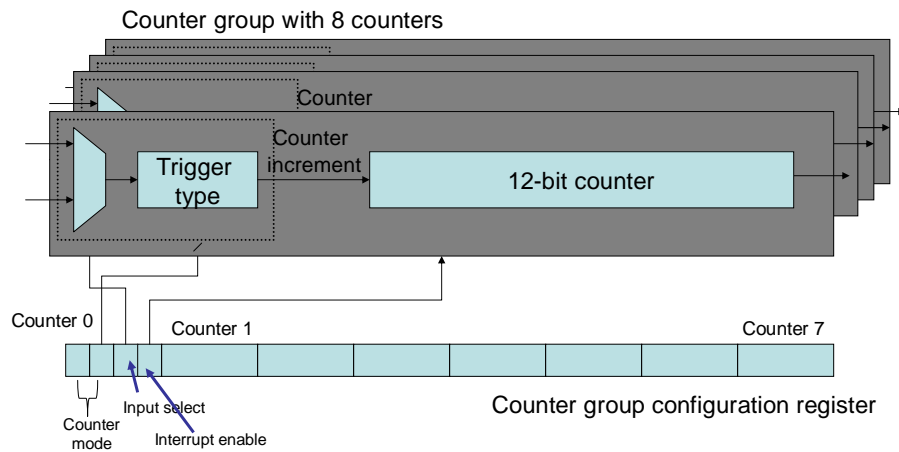 Counter group with 8 counters
Counter
Counter
increment
Trigger
type
12-bit counter
Counter 0
Counter 1
Counter 7
Input select
Counter group configuration register
Counter
mode
Interrupt enable